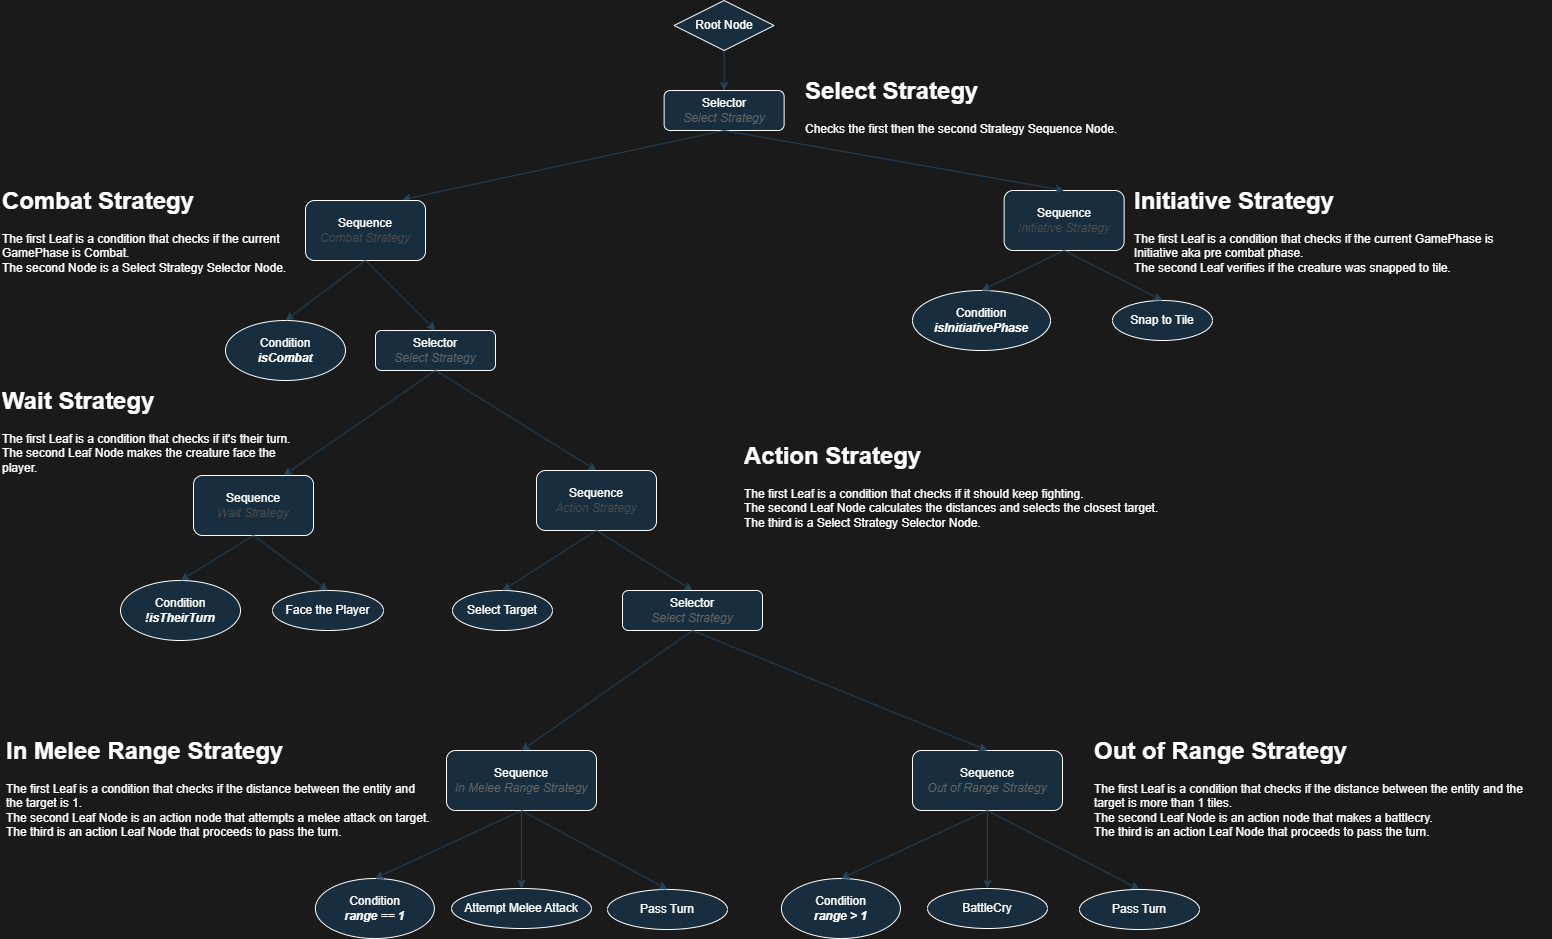 Root Node
Selector
Select Strategy
Select Strategy
Checks the first then the second Strategy Sequence Node.
Combat Strategy
The first Leaf is a condition that checks if the current
GamePhase is Combat.
The second Node is a Select Strategy Selector Node.
Sequence
Combat Strategy
Sequence
Initiative Strategy
Initiative Strategy
The first Leaf is a condition that checks if the current GamePhase is
Initiative aka pre combat phase.
The second Leaf verifies if the creature was snapped to tile.
Condition
isCombat
Selector
Select Strategy
Condition
isInitiativePhase
Snap to Tile
Wait Strategy
The first Leaf is a condition that checks if it's their turn.
The second Leaf Node makes the creature face the
player.
Sequence
Wait Strategy
Sequence
Action Strategy
Action Strategy
The first Leaf is a condition that checks if it should keep fighting.
The second Leaf Node calculates the distances and selects the closest target.
The third is a Select Strategy Selector Node.
Condition
!isTheirTurn
Face the Player
Select Target
Selector
Select Strategy
In Melee Range Strategy
The first Leaf is a condition that checks if the distance between the entity and
the target is 1.
The second Leaf Node is an action node that attempts a melee attack on target.
The third is an action Leaf Node that proceeds to pass the turn.
Sequence
In Melee Range Strategy
Sequence
Out of Range Strategy
Out of Range Strategy
The first Leaf is a condition that checks if the distance between the entity and the
target is more than 1 tiles.
The second Leaf Node is an action node that makes a battlecry.
The third is an action Leaf Node that proceeds to pass the turn.
Condition
range == 1
Attempt Melee Attack
Pass Turn
Condition
range > 1
BattleCry
Pass Turn